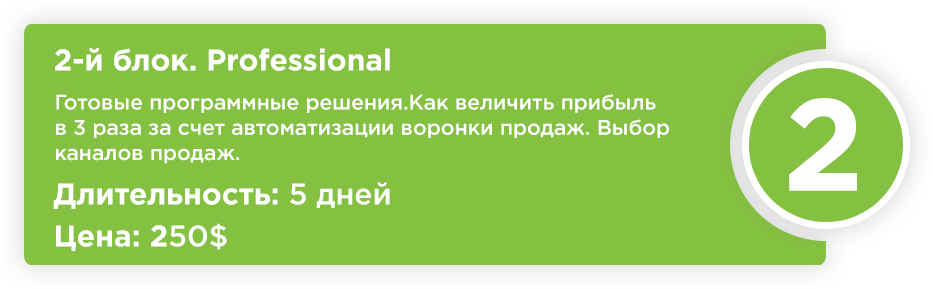 2-й блок. Professional
Готовые программные решения.Как величить прибыль
в 3 раза за счет автоматизации воронки продаж. Выбор
каналов продаж.
Длительность: 5 дней
Цена: 250$
2